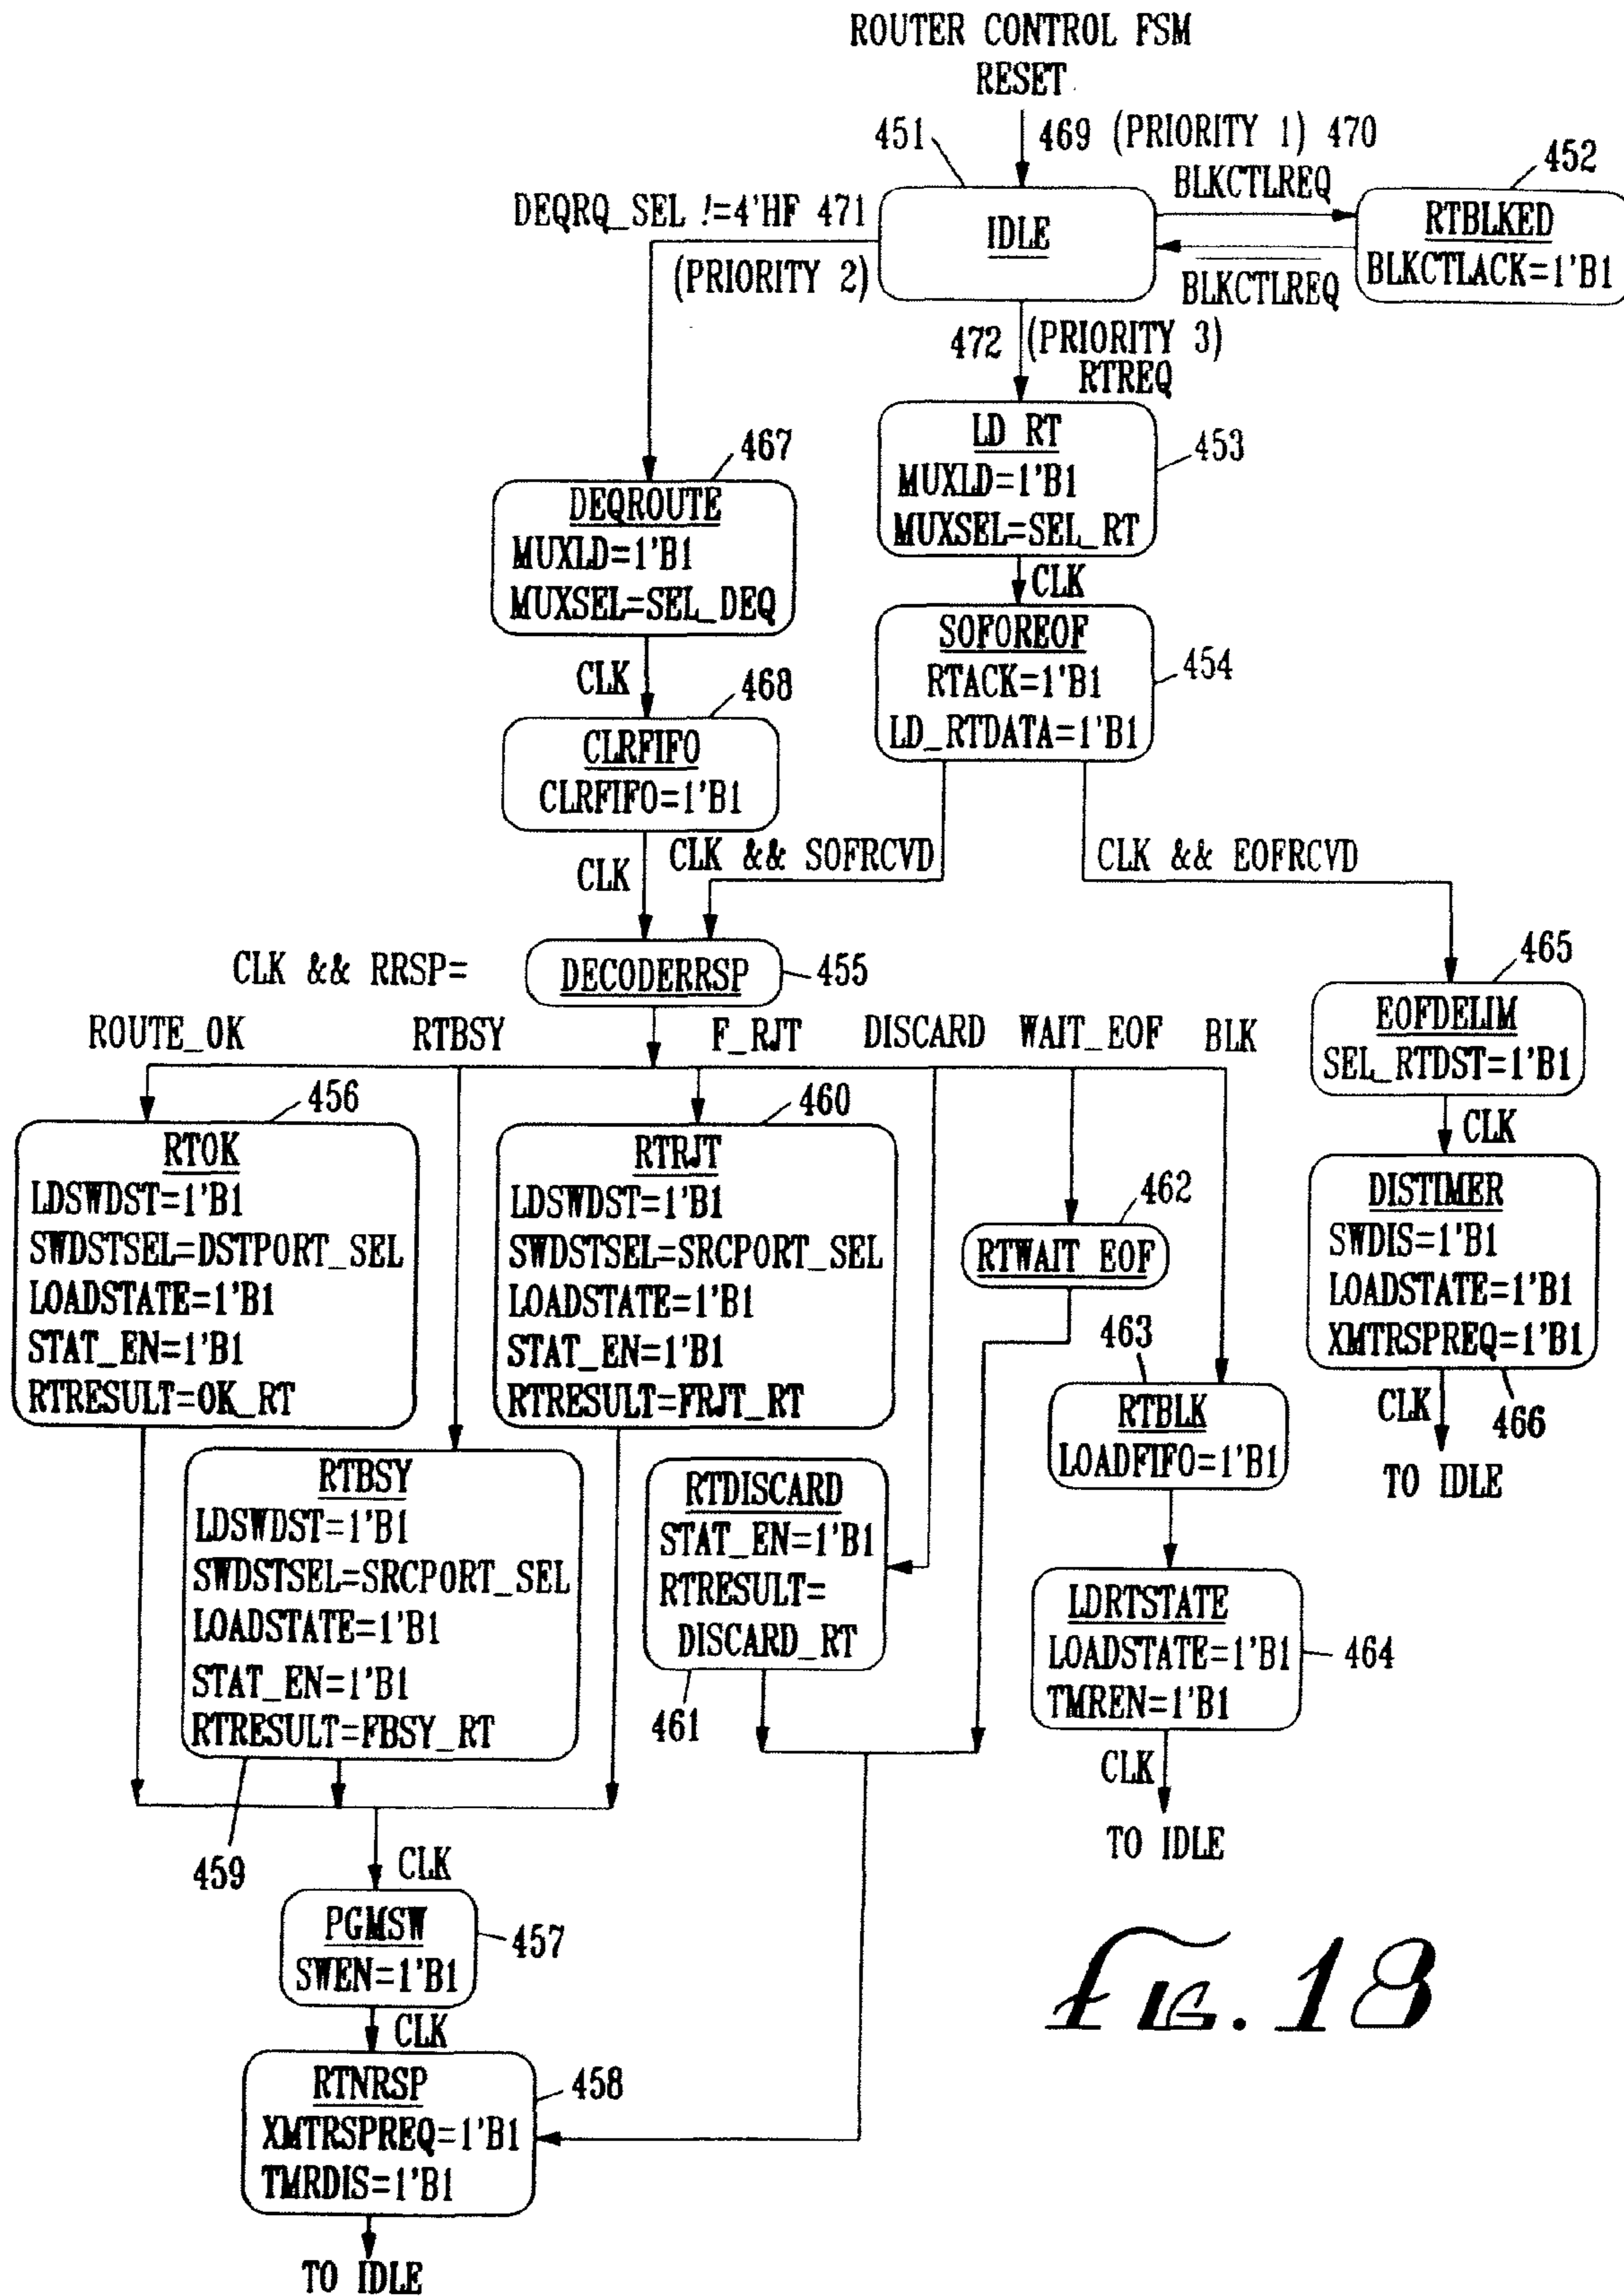 ROUTER CONTROL FSM
RESET
451
469 (PRIORITY 1) 470
452
DEQRQ_SEL !=4'HF 471
(PRIORITY 2)
IDLE
BLKCTLREQ
BLKCTLREQ
RTBLKED
BLKCTLACK=1'B1
472 (PRIORITY 3)
RTREQ
467
DEQROUTE
MUXLD=1'B1
MUXSEL=SEL_DEQ
LD RT
MUXLD=1'B1
MUXSEL=SEL_RT
453
CLK
CLK
468
SOFOREOF
RTACK=1'B1
LD_RTDATA=1'B1
454
CLRFIFO
CLRFIFO=1'B1
CLK
CLK && SOFRCVD
CLK && EOFRCVD
CLK && RRSP=
DECODERRSP
455
465
EOFDELIM
SEL_RTDST=1'B1
ROUTE_OK
RTBSY
F_RJT
DISCARD
WAIT_EOF
BLK
CLK
456
RTOK
LDSWDST=1'B1
SWDSTSEL=DSTPORT_SEL
LOADSTATE=1'B1
STAT_EN=1'B1
RTRESULT=OK_RT
460
RTRJT
LDSWDST=1'B1
SWDSTSEL=SRCPORT_SEL
LOADSTATE=1'B1
STAT_EN=1'B1
RTRESULT=FRJT_RT
462
RTWAIT EOF
DISTIMER
SWDIS=1'B1
LOADSTATE=1'B1
XMTRSPREQ=1'B1
466
CLK
TO IDLE
463
RTBLK
LOADFIFO=1'B1
RTBSY
LDSWDST=1'B1
SWDSTSEL=SRCPORT_SEL
LOADSTATE=1'B1
STAT_EN=1'B1
RTRESULT=FBSY_RT
459
RTDISCARD
STAT_EN=1'B1
RTRESULT=
DISCARD_RT
461
LDRTSTATE
LOADSTATE=1'B1
TMREN=1'B1
464
CLK
TO IDLE
CLK
PGMSW
SWEN=1'B1
457
CLK
RTNRSP
XMTRSPREQ=1'B1
TMRDIS=1'B1
458
TO IDLE
FIG. 18